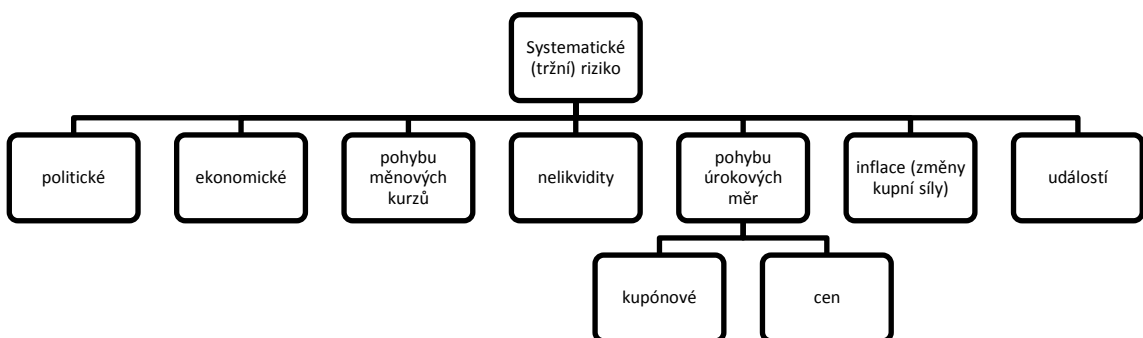 Systematické
(tržní) riziko
politické
ekonomické
pohybu
měnových
kurzů
nelikvidity
pohybu
úrokových
měr
inflace (změny
kupní síly)
událostí
kupónové
cen